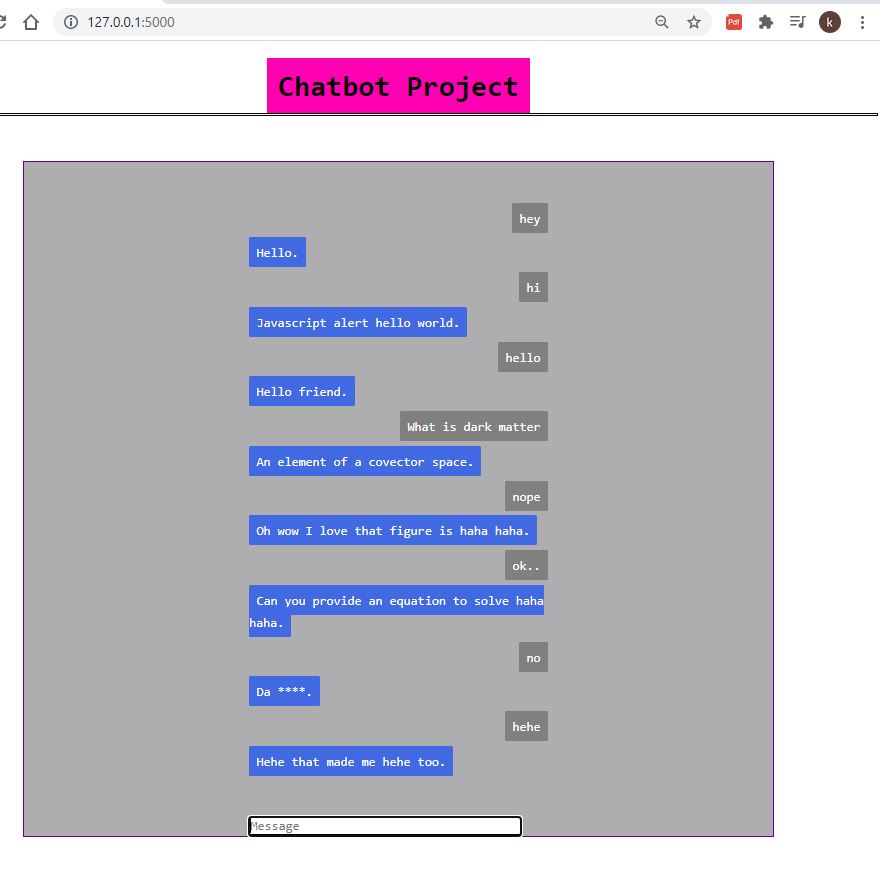 127.0.0.1:5000
Pdf
k
Chatbot Project
hey
Hello.
hi
Javascript alert hello world.
hello
Hello friend.
What is dark matter
An element of a covector space.
nope
Oh wow I love that figure is haha haha.
ok..
Can you provide an equation to solve haha
haha.
no
Da ****.
hehe
Hehe that made me hehe too.
Message